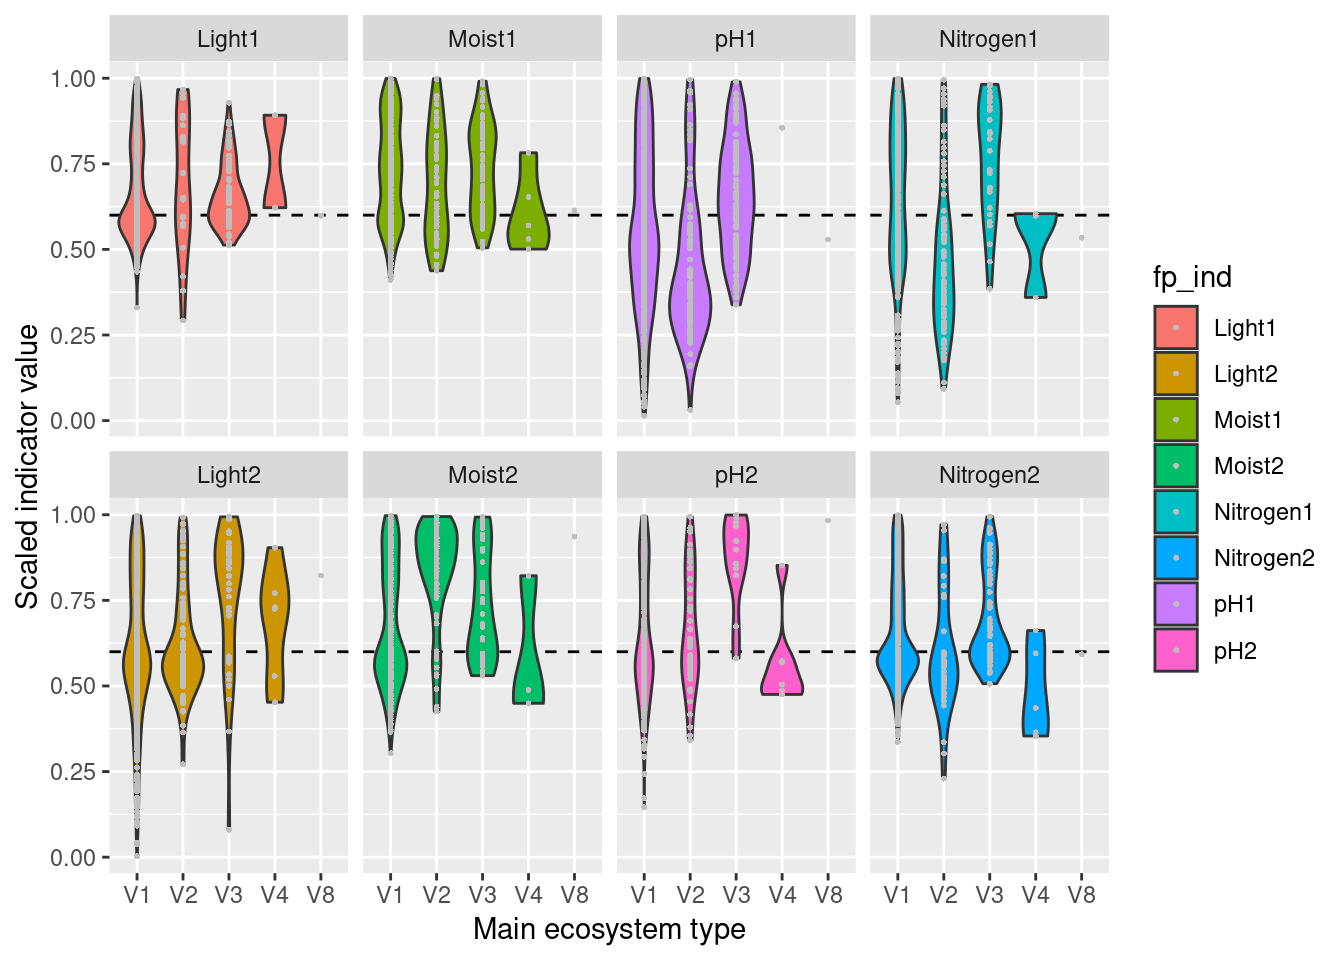 Light1 Moist1 pH1 Nitrogen1
1.00
0.75
0.50
0.25
0.00
Light2 Moist2 pH2 Nitrogen2
1.00
0.75
0.50
0.25
0.00
V1 V2 V3 V4 V8 V1 V2 V3 V4 V8 V1 V2 V3 V4 V8 V1 V2 V3 V4 V8
Main ecosystem type
Scaled indicator value
fp_ind
Light1
Light2
Moist1
Moist2
Nitrogen1
Nitrogen2
pH1
pH2